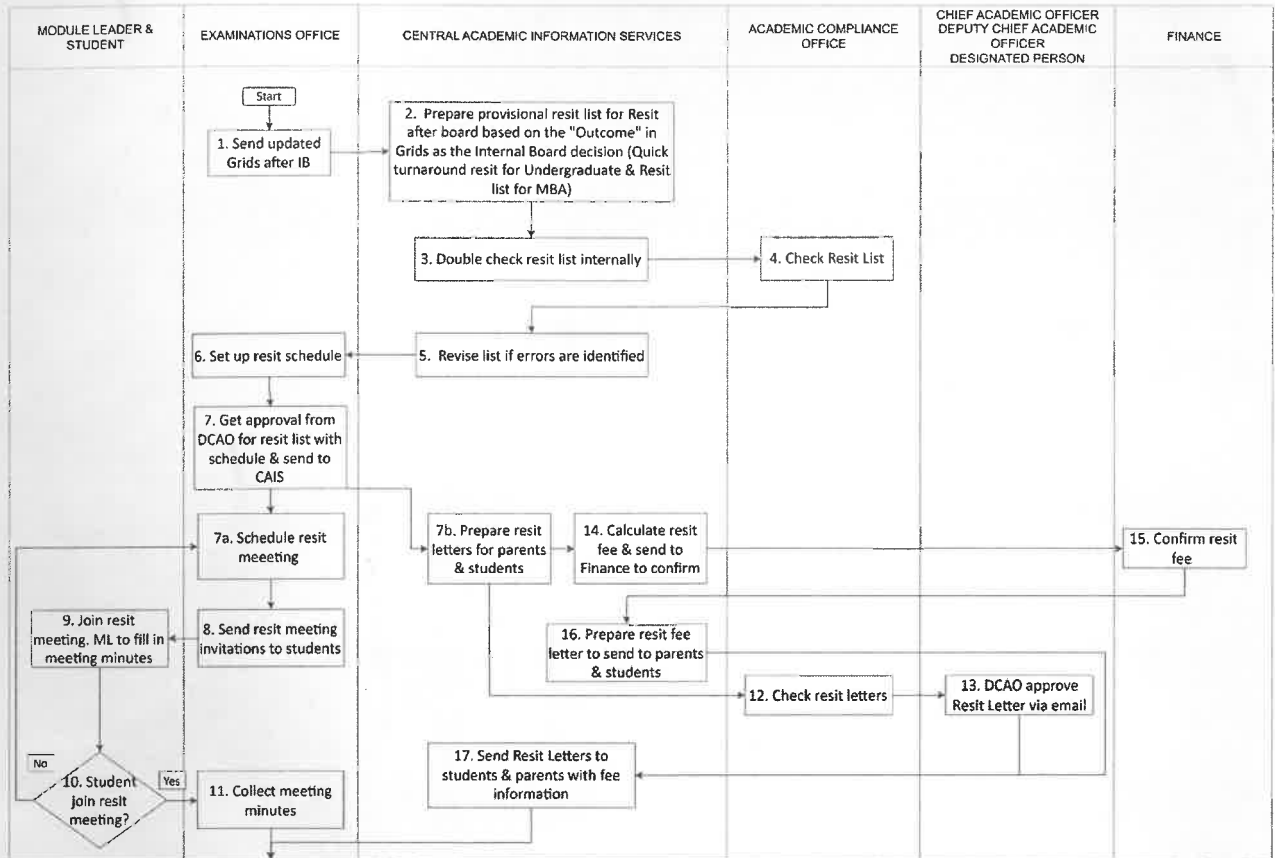 MODULE LEADER &
STUDENT
EXAMINATIONS OFFICE
CENTRAL ACADEMIC INFORMATION SERVICES
ACADEMIC COMPLIANCE
OFFICE
CHIEF ACADEMIC OFFICER
DEPUTY CHIEF ACADEMIC
OFFICER
DESIGNATED PERSON
FINANCE
Start
1. Send updated
Grids after IB
2. Prepare provisional resit list for Resit
after board based on the "Outcome" in
Grids as the Internal Board decision (Quick
turnaround resit for Undergraduate & Resit
list for MBA)
3. Double check resit list internally
4. Check Resit List
5. Revise list if errors are identified
6. Set up resit schedule
7. Get approval from
DCAO for resit list with
schedule & send to
CAIS
7a. Schedule resit
meeeting
7b. Prepare resit
letters for parents
& students
14. Calculate resit
fee & send to
Finance to confirm
15. Confirm resit
fee
9. Join resit
meeting. ML to fill in
meeting minutes
8. Send resit meeting
invitations to students
16. Prepare resit fee
letter to send to parents
& students
12. Check resit letters
13. DCAO approve
Resit Letter via email
No
10. Student
join resit
meeting?
Yes
11. Collect meeting
minutes
17. Send Resit Letters to
students & parents with fee
information